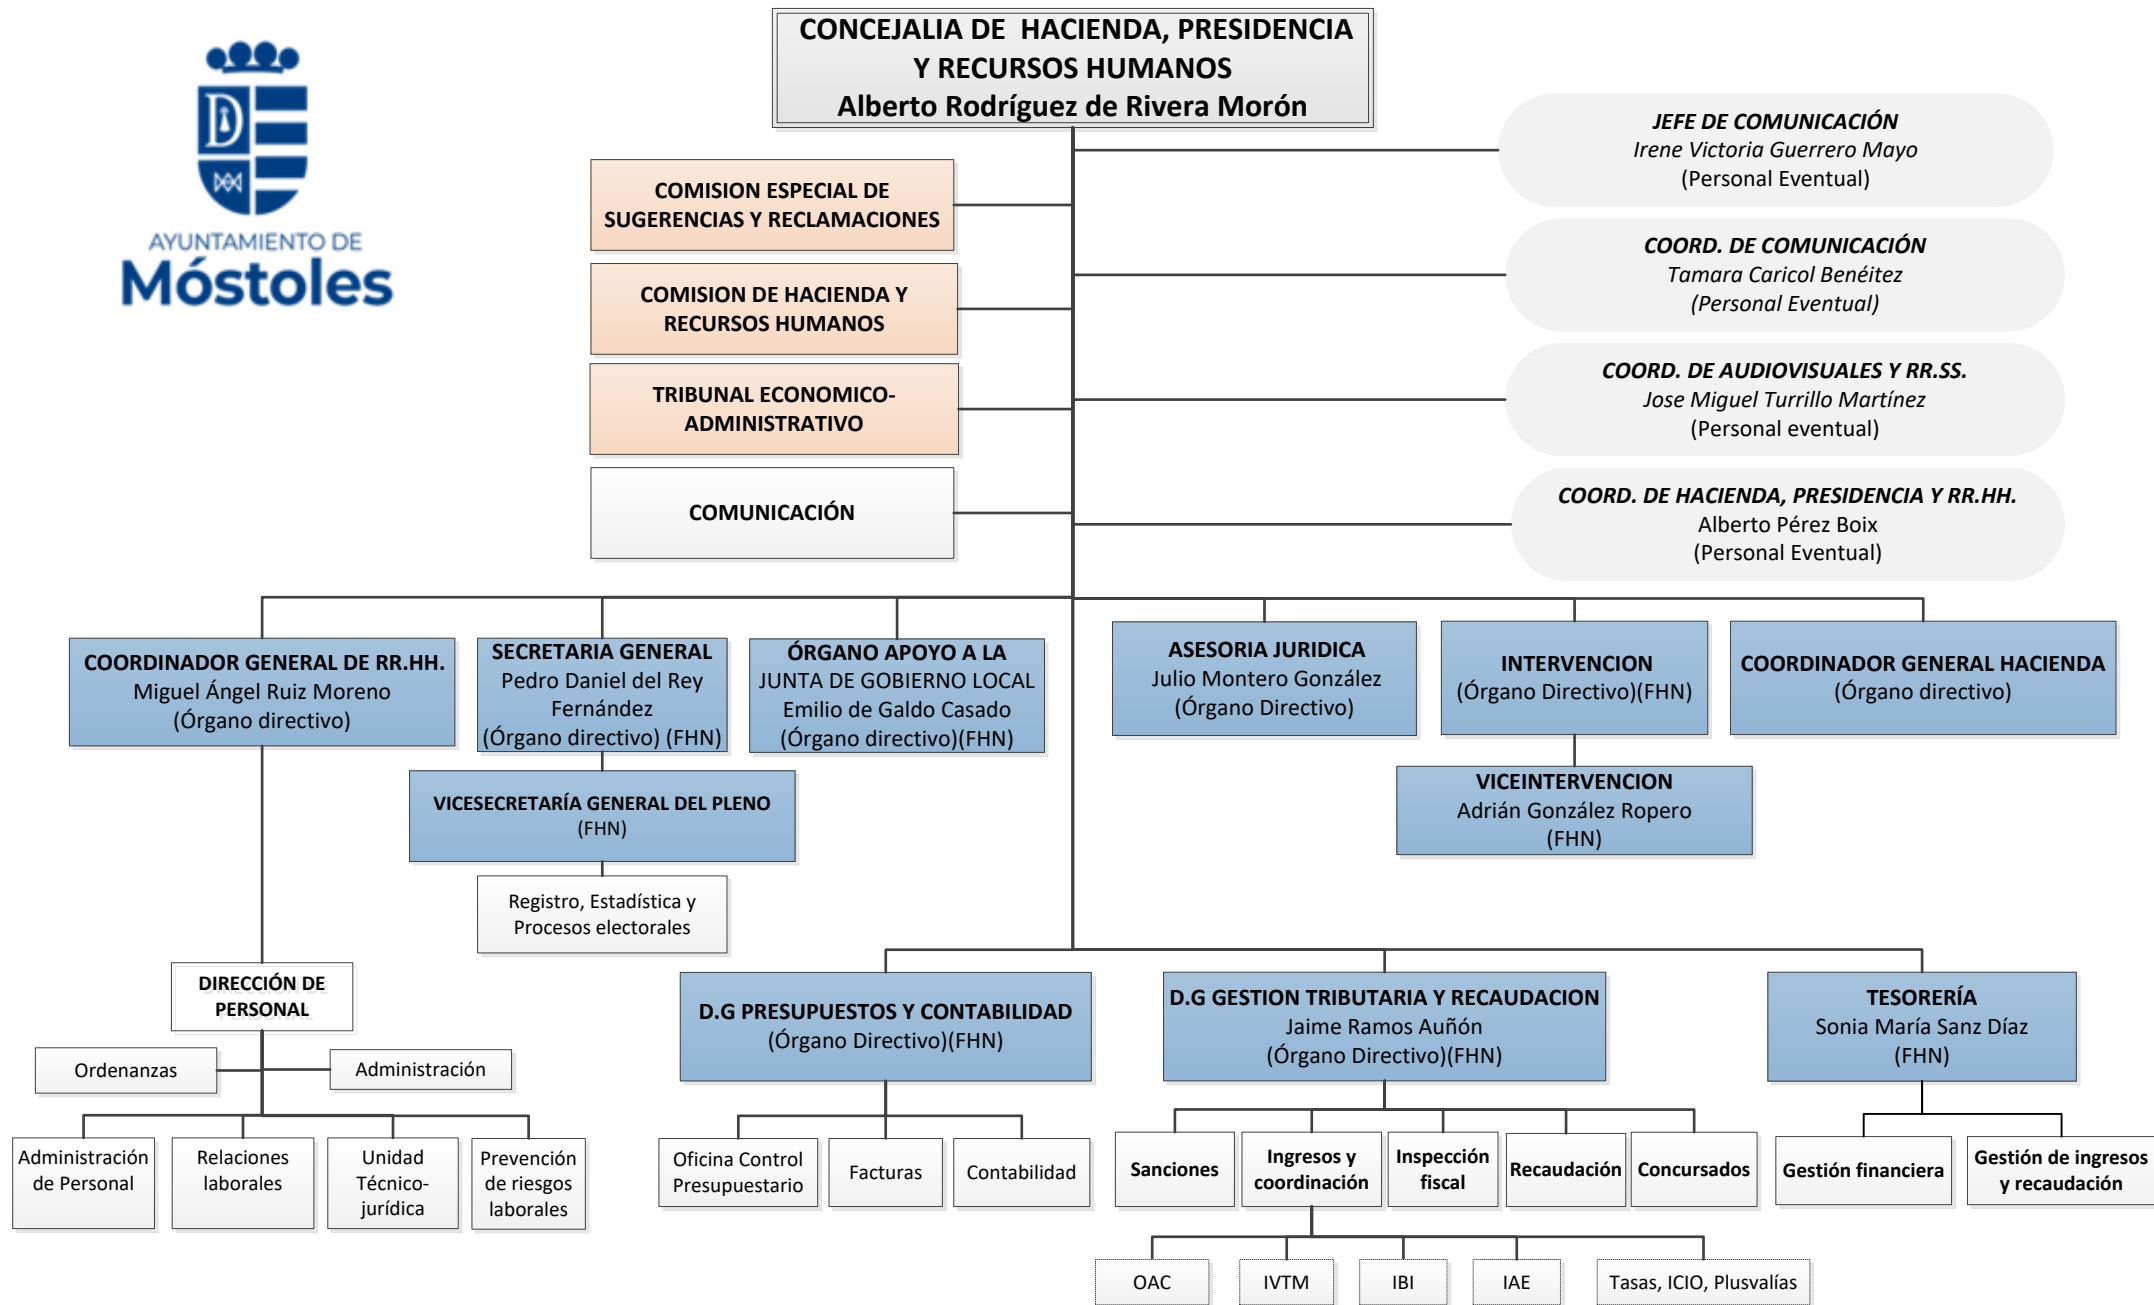 AYUNTAMIENTO DE
Móstoles
CONCEJALIA DE HACIENDA, PRESIDENCIA
Y RECURSOS HUMANOS
Alberto Rodríguez de Rivera Morón
JEFE DE COMUNICACIÓN
Irene Victoria Guerrero Mayo
(Personal Eventual)
COMISION ESPECIAL DE
SUGERENCIAS Y RECLAMACIONES
COORD. DE COMUNICACIÓN
Tamara Caricol Benéitez
(Personal Eventual)
COMISION DE HACIENDA Y
RECURSOS HUMANOS
COORD. DE AUDIOVISUALES Y RR.SS.
Jose Miguel Turrillo Martínez
(Personal eventual)
TRIBUNAL ECONOMICO-
ADMINISTRATIVO
COORD. DE HACIENDA, PRESIDENCIA Y RR.HH.
Alberto Pérez Boix
(Personal Eventual)
COMUNICACIÓN
COORDINADOR GENERAL DE RR.HH.
Miguel Ángel Ruiz Moreno
(Órgano directivo)
SECRETARIA GENERAL
Pedro Daniel del Rey
Fernández
(Órgano directivo) (FHN)
ÓRGANO APOYO A LA
JUNTA DE GOBIERNO LOCAL
Emilio de Galdo Casado
(Órgano directivo)(FHN)
ASESORIA JURIDICA
Julio Montero González
(Órgano Directivo)
INTERVENCION
(Órgano Directivo)(FHN)
COORDINADOR GENERAL HACIENDA
(Órgano directivo)
VICESECRETARÍA GENERAL DEL PLENO
(FHN)
VICEINTERVENCION
Adrián González Ropero
(FHN)
Registro, Estadística y
Procesos electorales
DIRECCIÓN DE
PERSONAL
D.G PRESUPUESTOS Y CONTABILIDAD
(Órgano Directivo)(FHN)
D.G GESTION TRIBUTARIA Y RECAUDACION
Jaime Ramos Auñón
(Órgano Directivo)(FHN)
TESORERÍA
Sonia María Sanz Díaz
(FHN)
Ordenanzas
Administración
Administración
de Personal
Relaciones
laborales
Unidad
Técnico-
jurídica
Prevención
de riesgos
laborales
Oficina Control
Presupuestario
Facturas
Contabilidad
Sanciones
Ingresos y
coordinación
Inspección
fiscal
Recaudación
Concursados
Gestión financiera
Gestión de ingresos
y recaudación
OAC
IVTM
IBI
IAE
Tasas, ICIO, Plusvalías